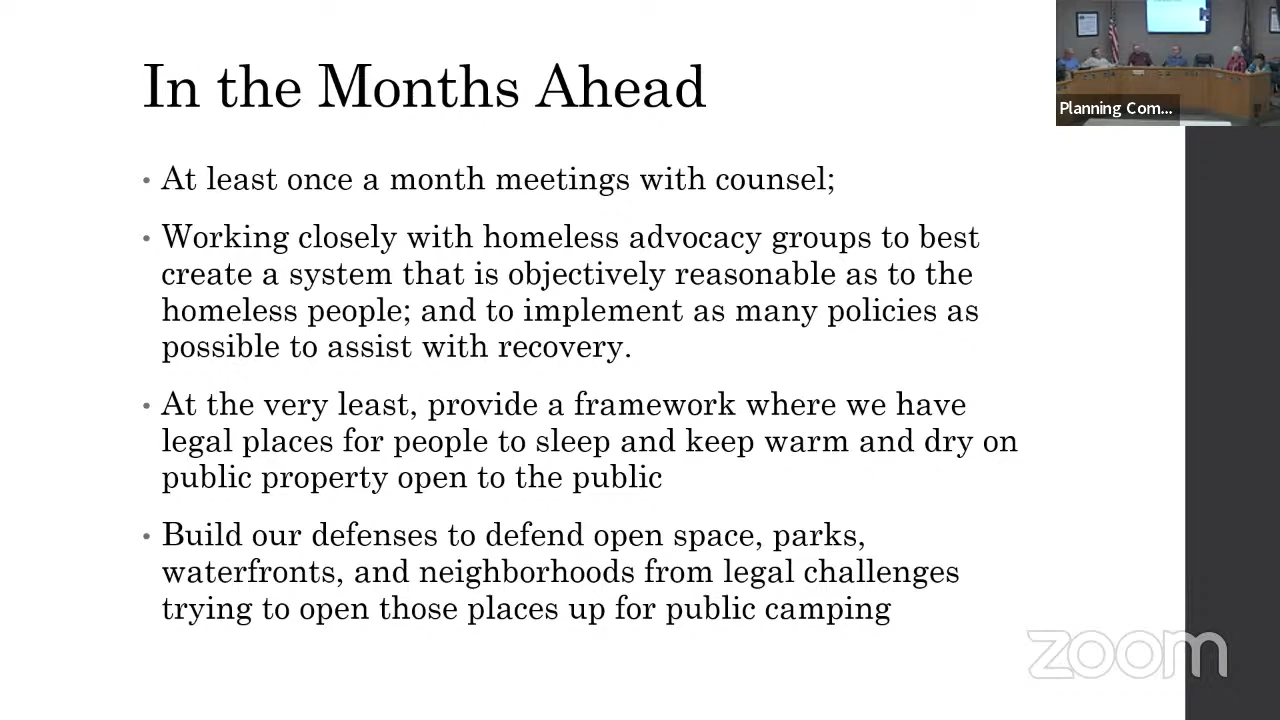 In the Months Ahead
• At least once a month meetings with counsel;
• Working closely with homeless advocacy groups to best
create a system that is objectively reasonable as to the
homeless people; and to implement as many policies as
possible to assist with recovery.
• At the very least, provide a framework where we have
legal places for people to sleep and keep warm and dry on
public property open to the public
• Build our defenses to defend open space, parks,
waterfronts, and neighborhoods from legal challenges
trying to open those places up for public camping
Planning Com...
zoom